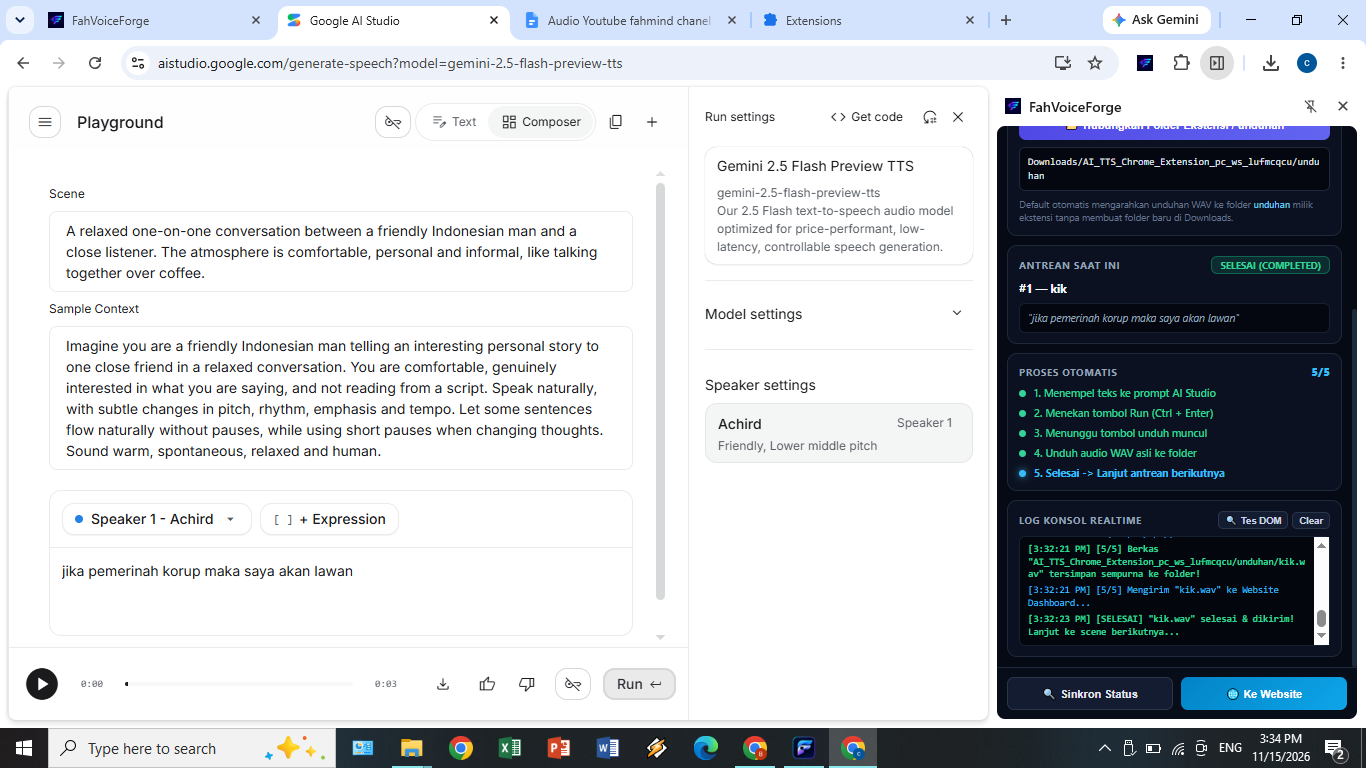 FahVoiceForge
Google AI Studio
Audio Youtube fahmind chanel
Extensions
Ask Gemini
aistudio.google.com/generate-speech?model=gemini-2.5-flash-preview-tts
c
Playground
Text
Composer
Scene
A relaxed one-on-one conversation between a friendly Indonesian man and a
close listener. The atmosphere is comfortable, personal and informal, like talking
together over coffee.
Sample Context
Imagine you are a friendly Indonesian man telling an interesting personal story to
one close friend in a relaxed conversation. You are comfortable, genuinely
interested in what you are saying, and not reading from a script. Speak naturally,
with subtle changes in pitch, rhythm, emphasis and tempo. Let some sentences
flow naturally without pauses, while using short pauses when changing thoughts.
Sound warm, spontaneous, relaxed and human.
Speaker 1 - Achird
[ ] + Expression
jika pemerinah korup maka saya akan lawan
0:00
0:03
Run
Run settings
<> Get code
Gemini 2.5 Flash Preview TTS
gemini-2.5-flash-preview-tts
Our 2.5 Flash text-to-speech audio model
optimized for price-performant, low-
latency, controllable speech generation.
Model settings
Speaker settings
Achird
Speaker 1
Friendly, Lower middle pitch
FahVoiceForge
Hubungkan Folder Ekstensi / unduhan
Downloads/AI_TTS_Chrome_Extension_pc_ws_lufmcqcu/undu
han
Default otomatis mengarahkan unduhan WAV ke folder unduhan milik
ekstensi tanpa membuat folder baru di Downloads.
ANTREAN SAAT INI
SELESAI (COMPLETED)
#1 — kik
"jika pemerinah korup maka saya akan lawan"
PROSES OTOMATIS
5/5
1. Menempel teks ke prompt AI Studio
2. Menekan tombol Run (Ctrl + Enter)
3. Menunggu tombol unduh muncul
4. Unduh audio WAV asli ke folder
5. Selesai -> Lanjut antrean berikutnya
LOG KONSOL REALTIME
Tes DOM
Clear
[3:32:21 PM] [5/5] Berkas
"AI_TTS_Chrome_Extension_pc_ws_lufmcqcu/unduhan/kik.w
av" tersimpan sempurna ke folder!
[3:32:21 PM] [5/5] Mengirim "kik.wav" ke Website
Dashboard...
[3:32:23 PM] [SELESAI] "kik.wav" selesai & dikirim!
Lanjut ke scene berikutnya...
Sinkron Status
Ke Website
Type here to search
ENG
3:34 PM
11/15/2026
2